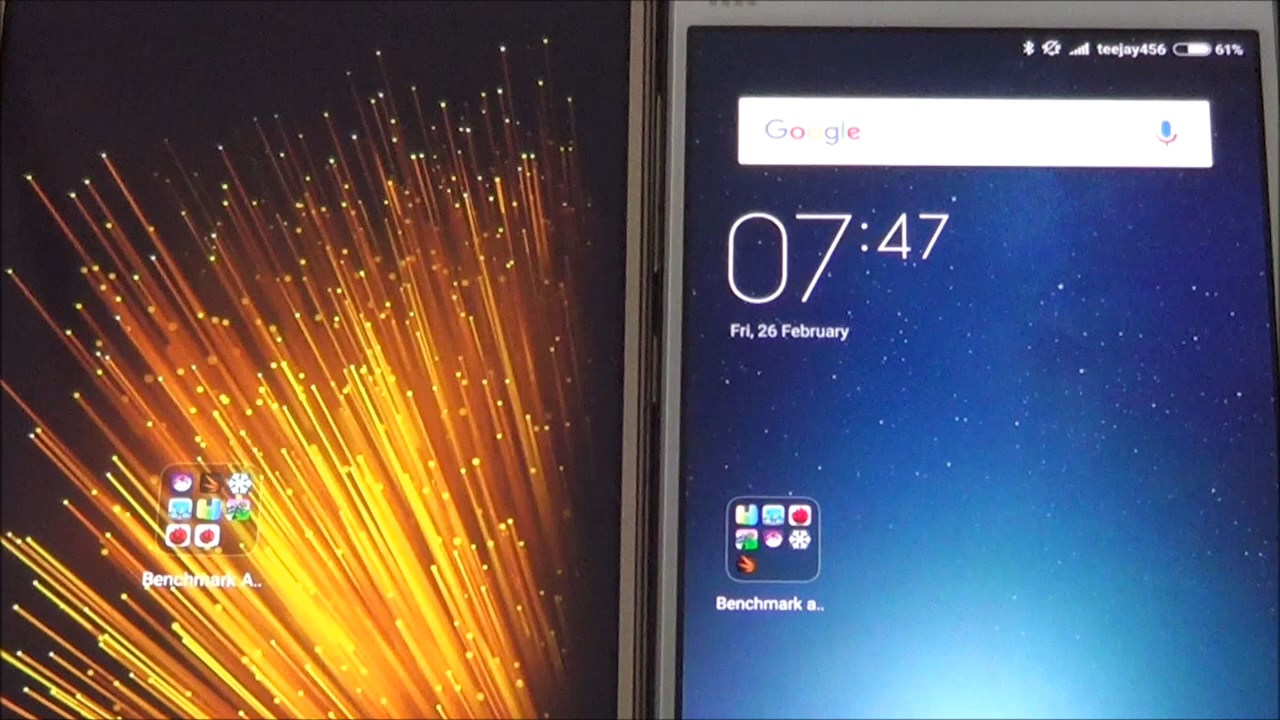 teejay456 61%
Google
07:47
Fri, 26 February
Benchmark A..
Benchmark a..